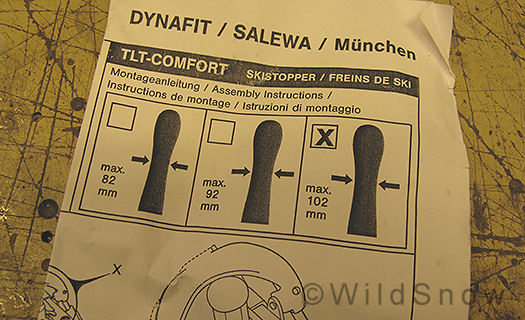 DYNAFIT / SALEWA / München
TLT-COMFORT SKISTOPPER / FREINS DE SKI
Montageanleitung / Assembly Instructions /
Instructions de montage / Istruzioni di montaggio
X
max.
82
mm
max.
92
mm
max.
102
mm
X
©WildSnow